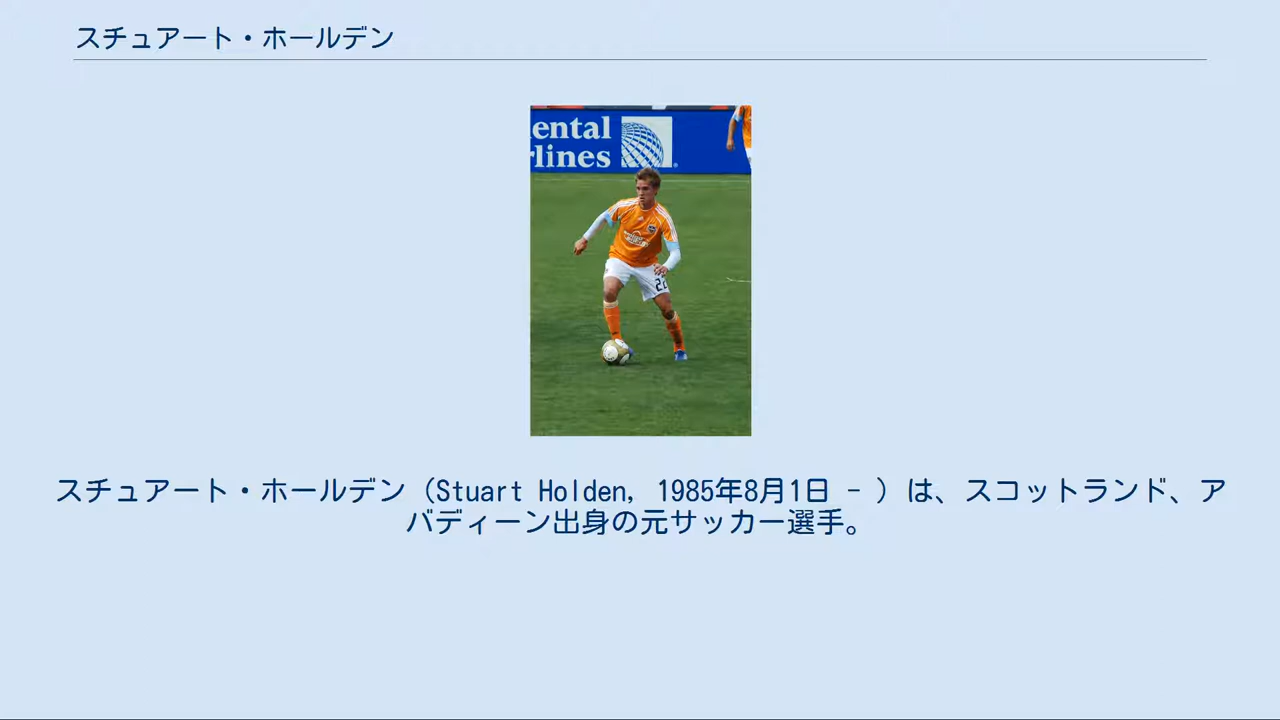 スチュアート・ホールデン
ental
rlines
22
スチュアート・ホールデン（Stuart Holden, 1985年8月1日 - ）は、スコットランド、ア
バディーン出身の元サッカー選手。